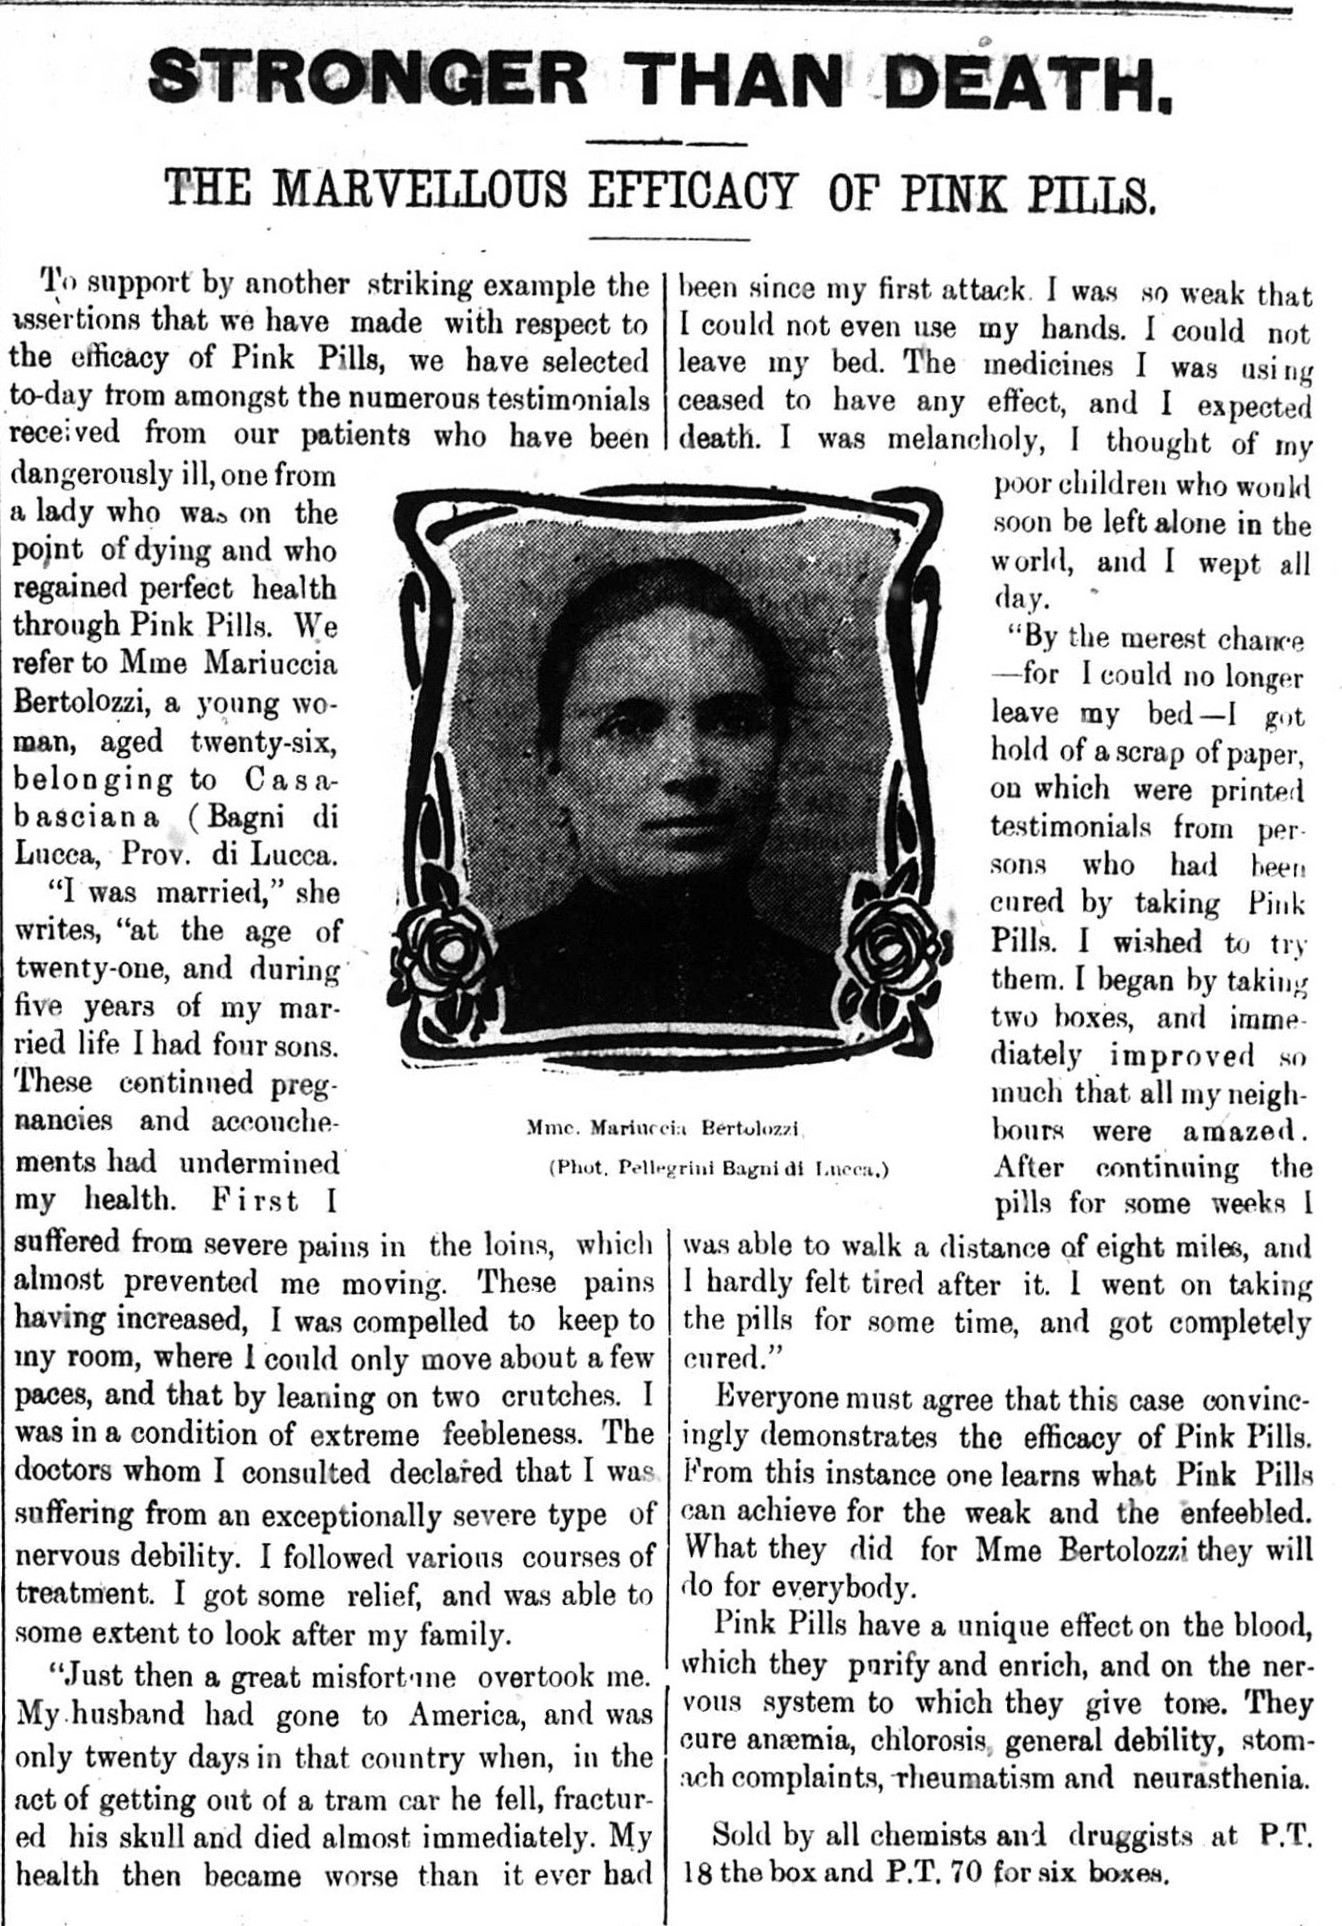 STRONGER THAN DEATH.
THE MARVELLOUS EFFICACY OF PINK PILLS.
To support by another striking example the
assertions that we have made with respect to
the efficacy of Pink Pills, we have selected
to-day from amongst the numerous testimonials
received from our patients who have been
dangerously ill, one from
a lady who was on the
point of dying and who
regained perfect health
through Pink Pills. We
refer to Mme Mariuccia
Bertolozzi, a young wo-
man, aged twenty-six,
belonging to Casa-
basciana (Bagni di
Lucca, Prov. di Lucca.
"I was married," she
writes, "at the age of
twenty-one, and during
five years of my mar-
ried life I had four sons.
These continued preg-
nancies and accouche-
ments had undermined
my health. First I
suffered from severe pains in the loins, which
almost prevented me moving. These pains
having increased, I was compelled to keep to
my room, where I could only move about a few
paces, and that by leaning on two crutches. I
was in a condition of extreme feebleness. The
doctors whom I consulted declared that I was
suffering from an exceptionally severe type of
nervous debility. I followed various courses of
treatment. I got some relief, and was able to
some extent to look after my family.
"Just then a great misfortune overtook me.
My husband had gone to America, and was
only twenty days in that country when, in the
act of getting out of a tram car he fell, fractur-
ed his skull and died almost immediately. My
health then became worse than it ever had
been since my first attack. I was so weak that
I could not even use my hands. I could not
leave my bed. The medicines I was using
ceased to have any effect, and I expected
death. I was melancholy, I thought of my
poor children who would
soon be left alone in the
world, and I wept all
day.
"By the merest chance
—for I could no longer
leave my bed—I got
hold of a scrap of paper,
on which were printed
testimonials from per-
sons who had been
cured by taking Pink
Pills. I wished to try
them. I began by taking
two boxes, and imme-
diately improved so
much that all my neigh-
bours were amazed.
After continuing the
pills for some weeks I
was able to walk a distance of eight miles, and
I hardly felt tired after it. I went on taking
the pills for some time, and got completely
cured."
Everyone must agree that this case convinc-
ingly demonstrates the efficacy of Pink Pills.
From this instance one learns what Pink Pills
can achieve for the weak and the enfeebled.
What they did for Mme Bertolozzi they will
do for everybody.
Pink Pills have a unique effect on the blood,
which they purify and enrich, and on the ner-
vous system to which they give tone. They
cure anæmia, chlorosis, general debility, stom-
ach complaints, rheumatism and neurasthenia.
Sold by all chemists and druggists at P.T.
18 the box and P.T. 70 for six boxes.
Mme. Mariuccia Bertolozzi.
(Phot. Pellegrini Bagni di Lucca.)